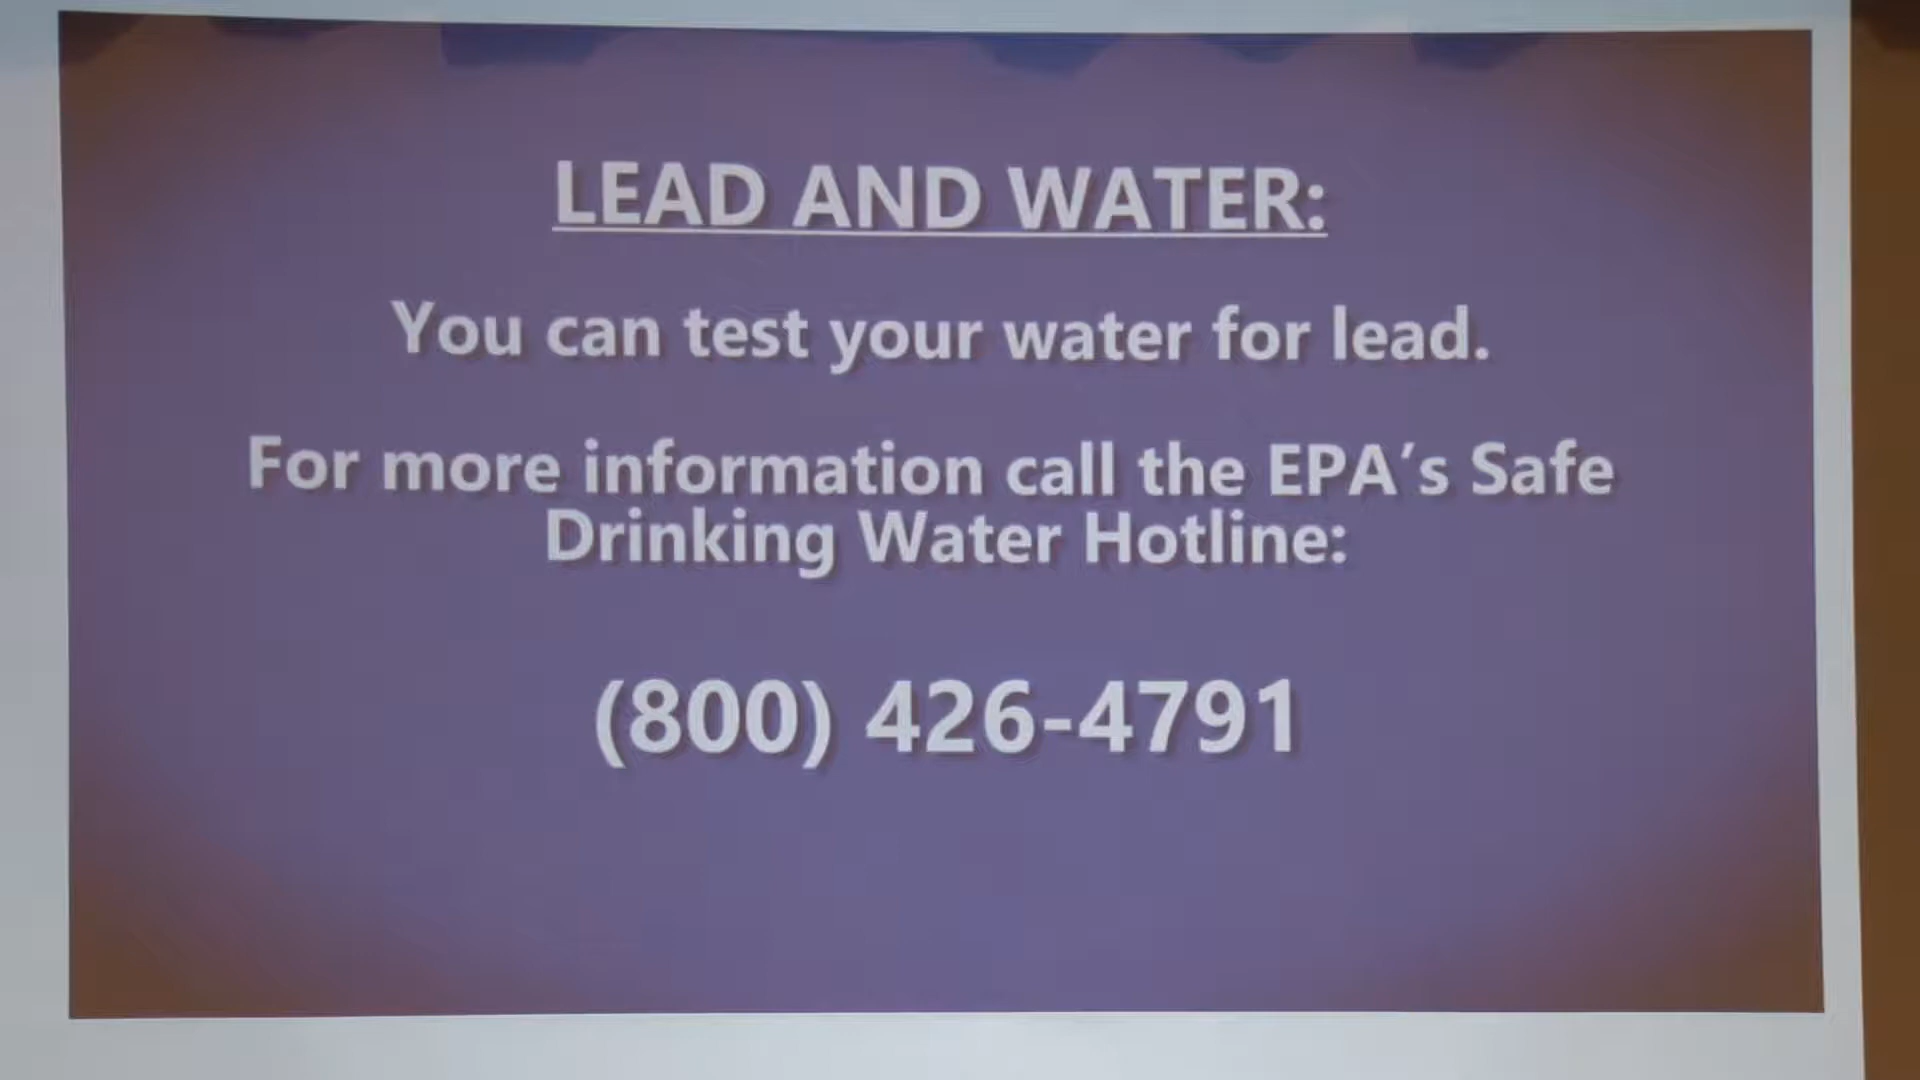 LEAD AND WATER:
You can test your water for lead.
For more information call the EPA's Safe
Drinking Water Hotline:
(800) 426-4791